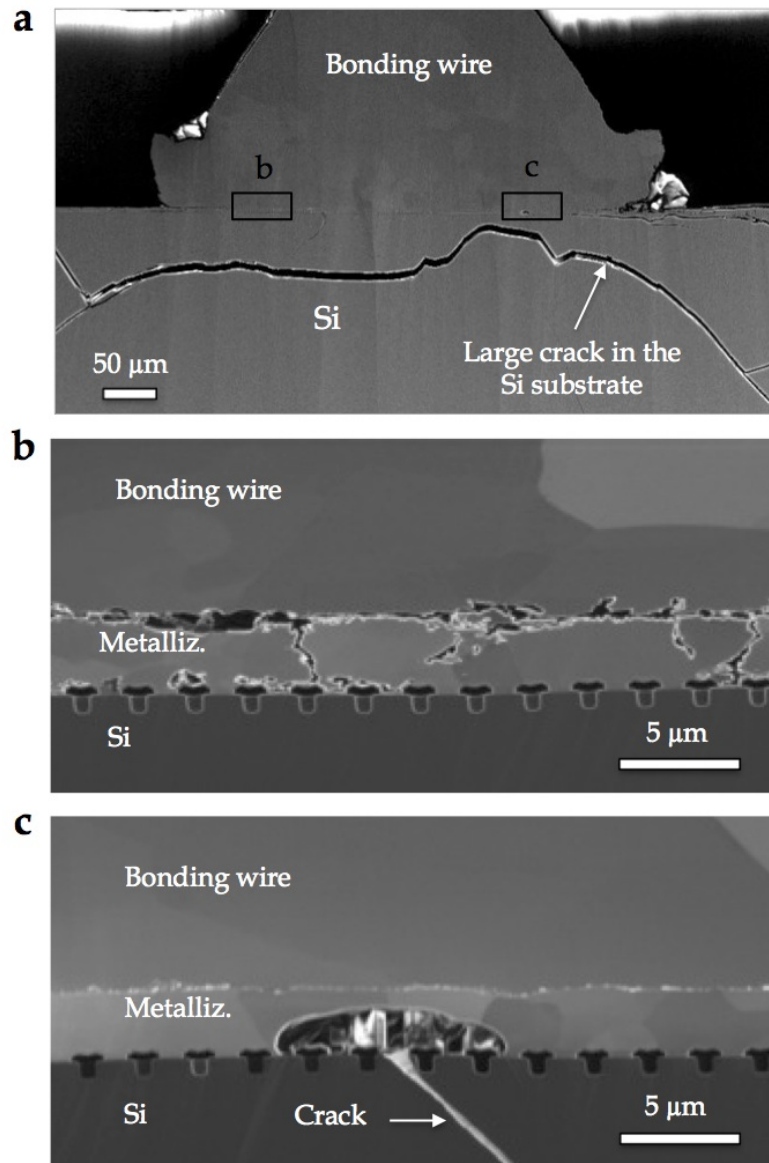 a
Bonding wire
b
c
Si
50 µm
Large crack in the
Si substrate
b
Bonding wire
Metalliz.
Si
5 µm
c
Bonding wire
Metalliz.
Si
Crack
5 µm